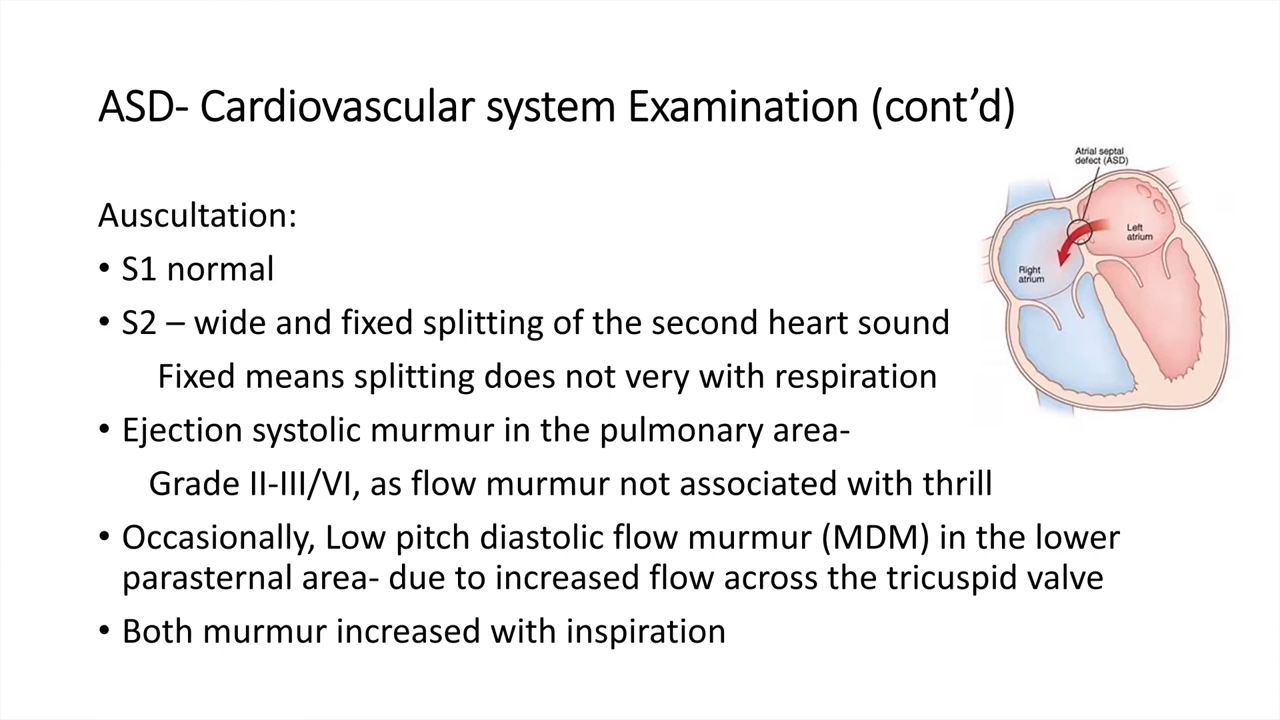 ASD- Cardiovascular system Examination (cont’d)
Atrial septal
defect (ASD)
Left
atrium
Right
atrium
Auscultation:
• S1 normal
• S2 – wide and fixed splitting of the second heart sound
Fixed means splitting does not very with respiration
• Ejection systolic murmur in the pulmonary area-
Grade II-III/VI, as flow murmur not associated with thrill
• Occasionally, Low pitch diastolic flow murmur (MDM) in the lower
parasternal area- due to increased flow across the tricuspid valve
• Both murmur increased with inspiration